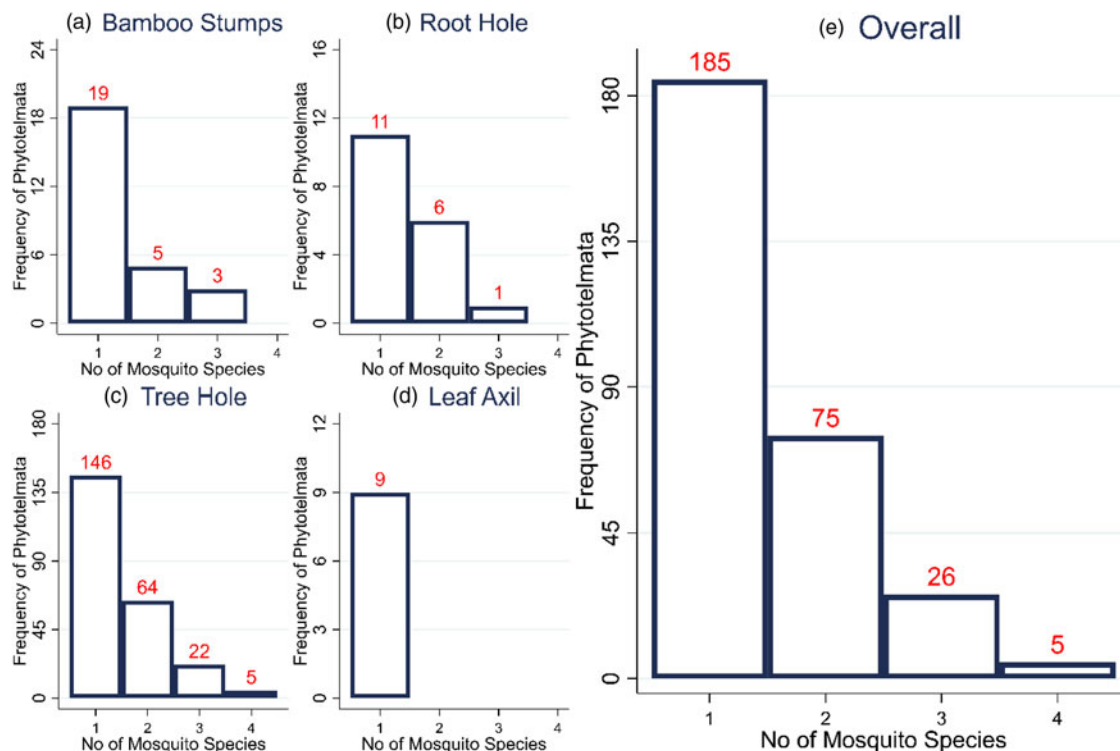 (a) Bamboo Stumps
Frequency of Phytotelmata
24
18
12
6
0
19
5
3
1 2 3 4
No of Mosquito Species
(b) Root Hole
Frequency of Phytotelmata
16
12
8
4
0
11
6
1
1 2 3 4
No of Mosquito Species
(c) Tree Hole
Frequency of Phytotelmata
180
135
90
45
0
146
64
22
5
1 2 3 4
No of Mosquito Species
(d) Leaf Axil
Frequency of Phytotelmata
12
9
6
3
0
9
1 2 3 4
No of Mosquito Species
(e) Overall
Frequency of Phytotelmata
180
135
90
45
0
185
75
26
5
1 2 3 4
No of Mosquito Species